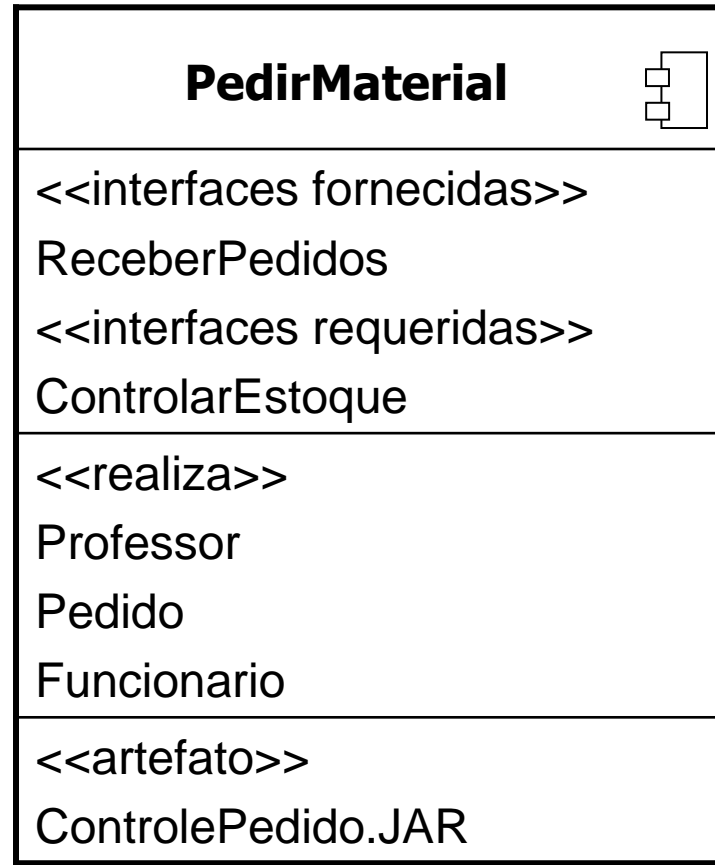 PedirMaterial
<<interfaces fornecidas>>
ReceberPedidos
<<interfaces requeridas>>
ControlarEstoque
<<realiza>>
Professor
Pedido
Funcionario
<<artefato>>
ControlePedido.JAR